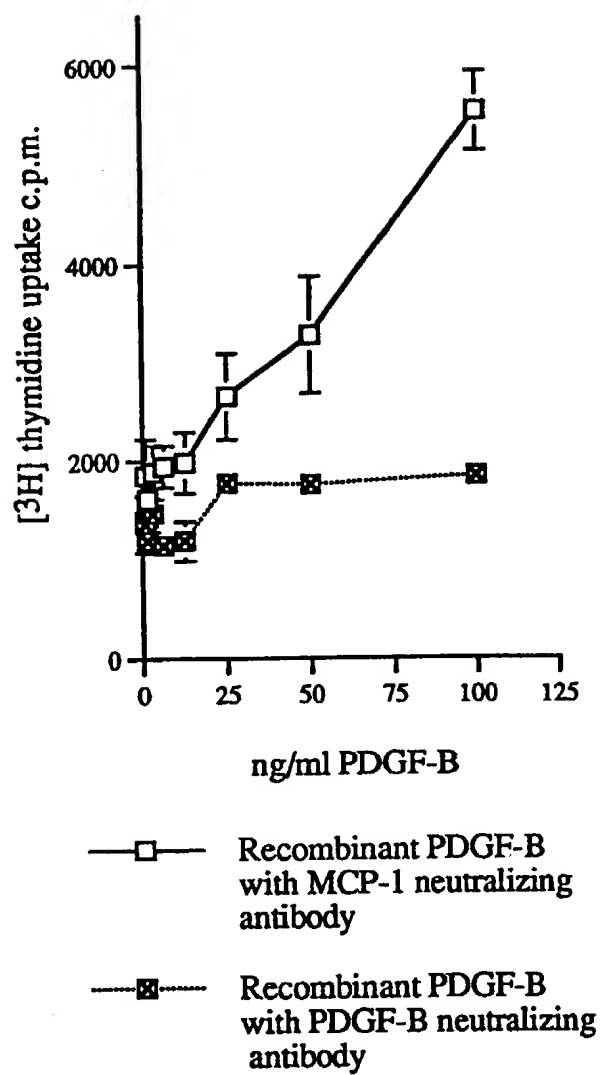 6000
4000
2000
0
[3H] thymidine uptake c.p.m.
0 25 50 75 100 125
ng/ml PDGF-B
Recombinant PDGF-B
with MCP-1 neutralizing
antibody
Recombinant PDGF-B
with PDGF-B neutralizing
antibody